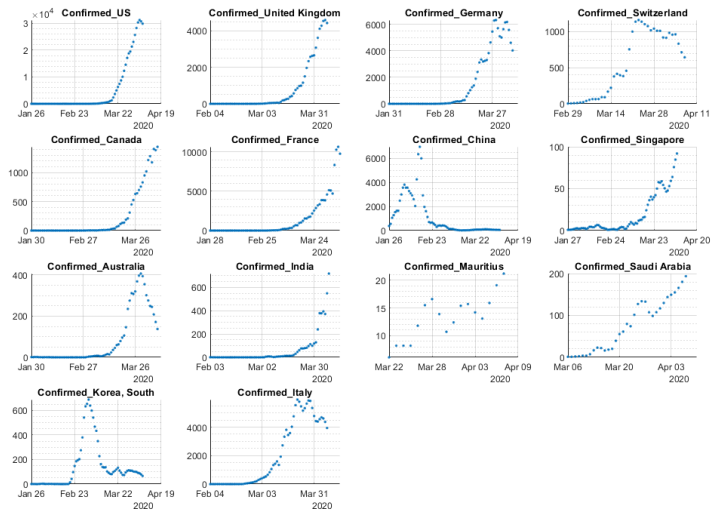 Confirmed_US
×10⁴
3
2
1
0
Jan 26 Feb 23 Mar 22 Apr 19
2020
Confirmed_United Kingdom
4000
2000
0
Feb 04 Mar 03 Mar 31
2020
Confirmed_Germany
6000
4000
2000
0
Jan 31 Feb 28 Mar 27
2020
Confirmed_Switzerland
1000
500
0
Feb 29 Mar 14 Mar 28 Apr 11
2020
Confirmed_Canada
1000
500
0
Jan 30 Feb 27 Mar 26
2020
Confirmed_France
10000
5000
0
Jan 28 Feb 25 Mar 24
2020
Confirmed_China
6000
4000
2000
0
Jan 26 Feb 23 Mar 22 Apr 19
2020
Confirmed_Singapore
100
50
0
Jan 27 Feb 24 Mar 23 Apr 20
2020
Confirmed_Australia
400
200
0
Jan 30 Feb 27 Mar 26
2020
Confirmed_India
600
400
200
0
Feb 03 Mar 02 Mar 30
2020
Confirmed_Mauritius
20
15
10
Mar 22 Mar 28 Apr 03 Apr 09
2020
Confirmed_Saudi Arabia
200
100
0
Mar 06 Mar 20 Apr 03
2020
Confirmed_Korea, South
600
400
200
0
Jan 26 Feb 23 Mar 22 Apr 19
2020
Confirmed_Italy
4000
2000
0
Feb 04 Mar 03 Mar 31
2020